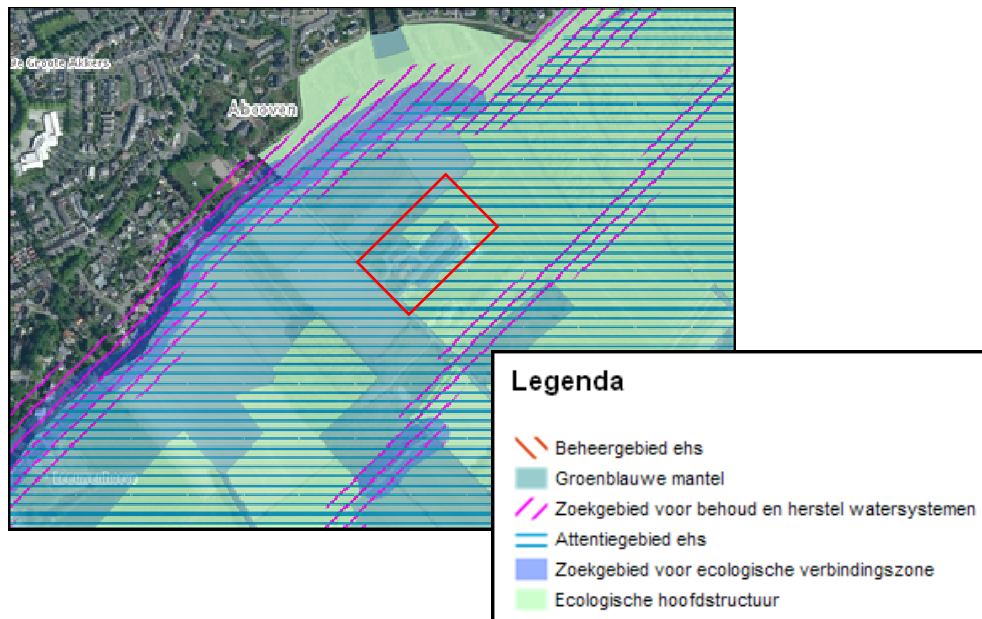 de Groote Akkers
Abcoven
Leeuwenhoeve
Legenda
Beheergebied ehs
Groenblauwe mantel
Zoekgebied voor behoud en herstel watersystemen
Attentiegebied ehs
Zoekgebied voor ecologische verbindingszone
Ecologische hoofdstructuur